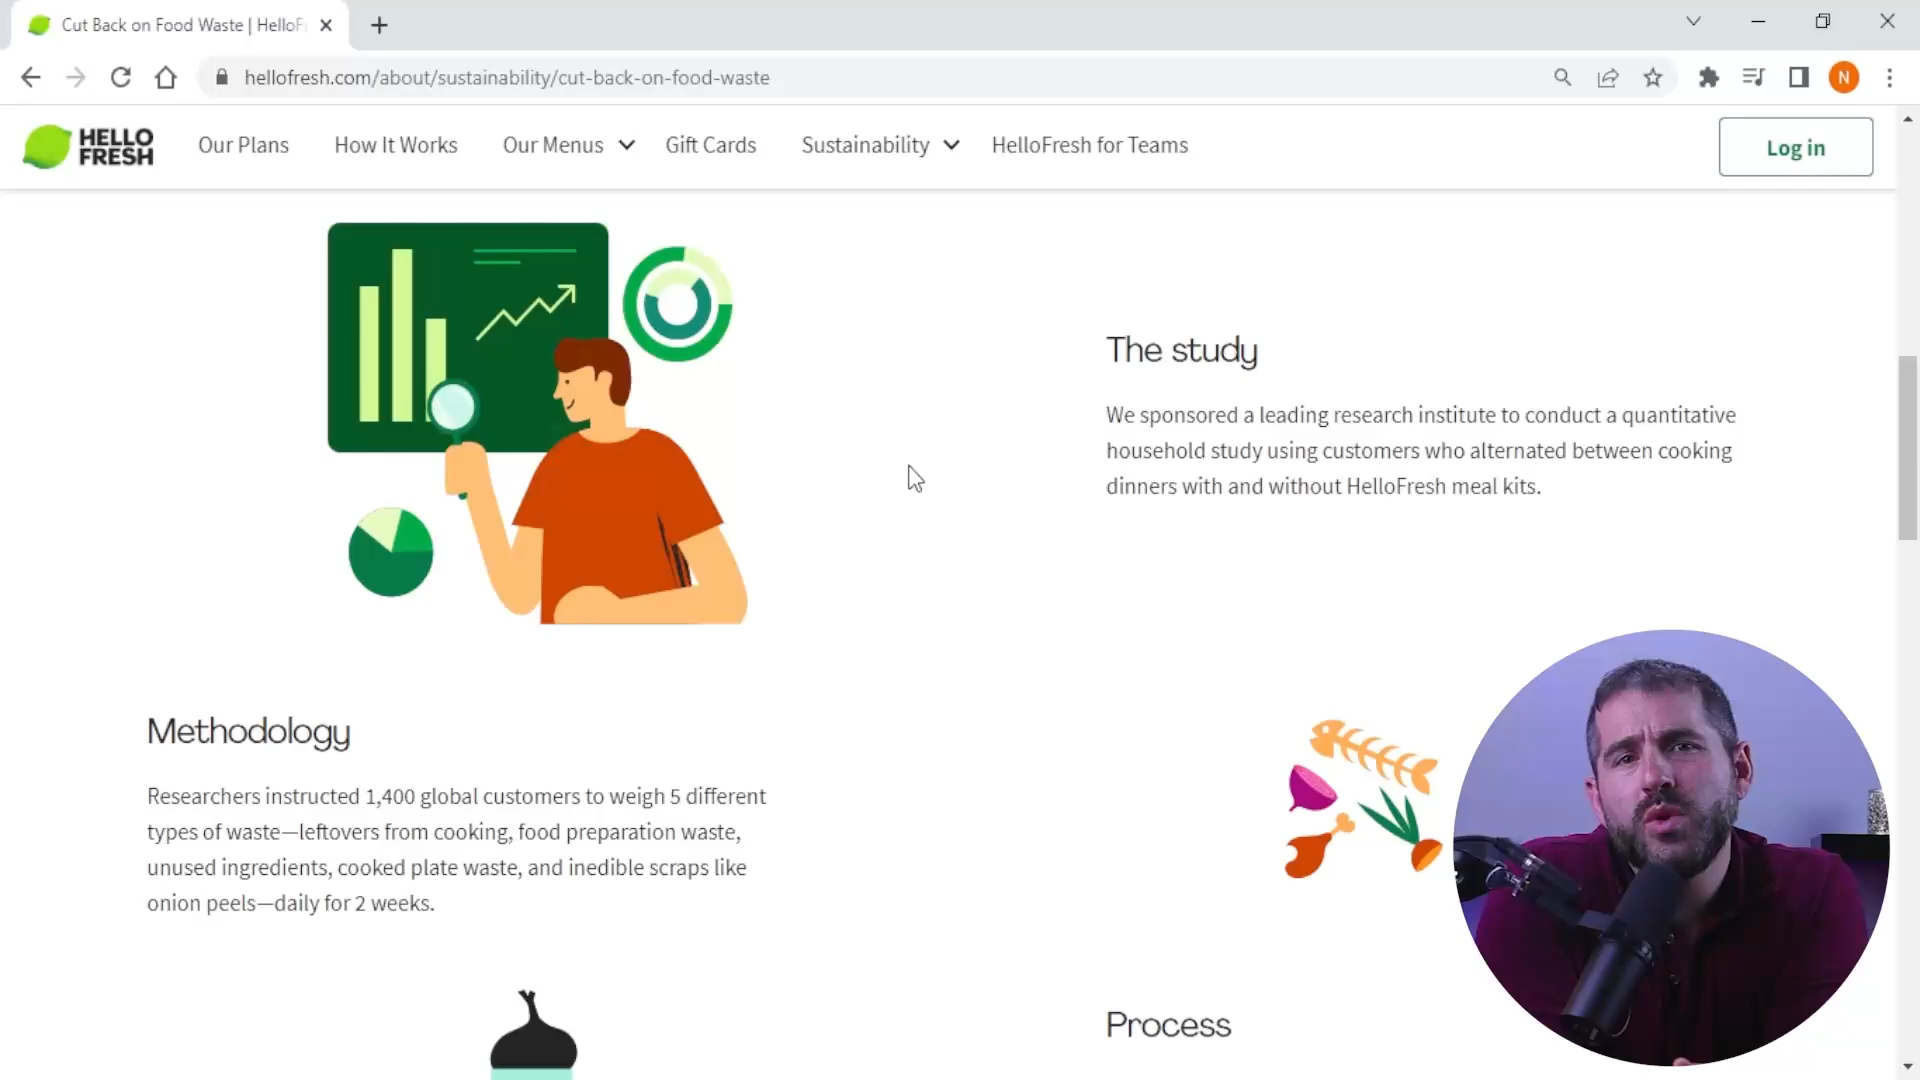 Cut Back on Food Waste | HelloF
hellofresh.com/about/sustainability/cut-back-on-food-waste
N
HELLO
FRESH
Our Plans
How It Works
Our Menus
Gift Cards
Sustainability
HelloFresh for Teams
Log in
The study
We sponsored a leading research institute to conduct a quantitative
household study using customers who alternated between cooking
dinners with and without HelloFresh meal kits.
Methodology
Researchers instructed 1,400 global customers to weigh 5 different
types of waste—leftovers from cooking, food preparation waste,
unused ingredients, cooked plate waste, and inedible scraps like
onion peels—daily for 2 weeks.
Process